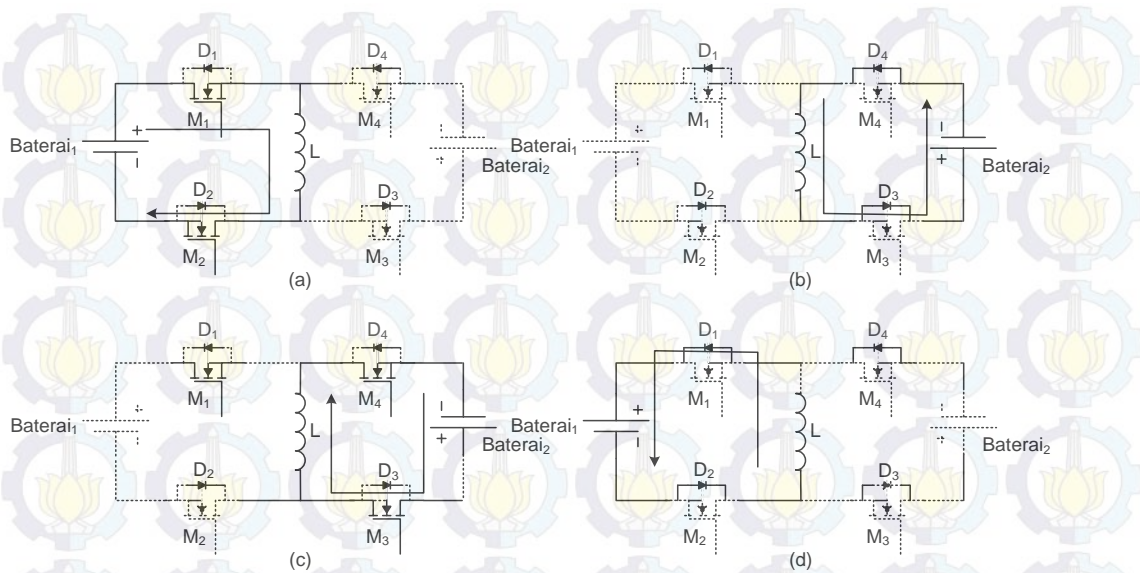 D₁ D₄
M₁ M₄
Baterai₁ + − L − + Baterai₂
D₂ D₃
M₂ M₃
(a)
D₁ D₄
M₁ M₄
Baterai₁ + − L − + Baterai₂
D₂ D₃
M₂ M₃
(b)
D₁ D₄
M₁ M₄
Baterai₁ + − L − + Baterai₂
D₂ D₃
M₂ M₃
(c)
D₁ D₄
M₁ M₄
Baterai₁ + − L − + Baterai₂
D₂ D₃
M₂ M₃
(d)